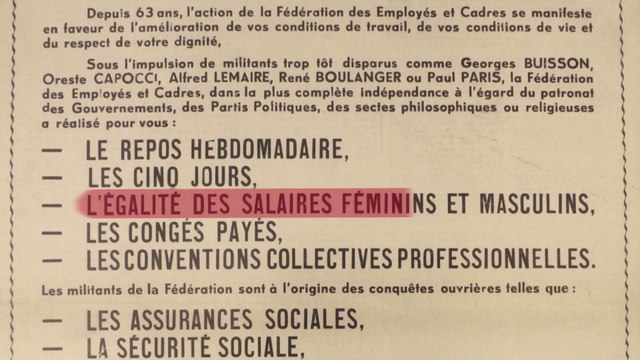 Depuis 63 ans, l'action de la Fédération des Employés et Cadres se manifeste
en faveur de l'amélioration de vos conditions de travail, de vos conditions de vie et
du respect de votre dignité,
Sous l'impulsion de militants trop tôt disparus comme Georges BUISSON,
Oreste CAPOCCI, Alfred LEMAIRE, René BOULANGER ou Paul PARIS, la Fédération
des Employés et Cadres, dans la plus complète indépendance à l'égard du patronat
des Gouvernements, des Partis Politiques, des sectes philosophiques ou religieuses
a réalisé pour vous :
— LE REPOS HEBDOMADAIRE,
— LES CINQ JOURS,
— L'ÉGALITÉ DES SALAIRES FÉMININS ET MASCULINS,
— LES CONGÉS PAYÉS,
— LES CONVENTIONS COLLECTIVES PROFESSIONNELLES.
Les militants de la Fédération sont à l'origine des conquêtes ouvrières telles que :
— LES ASSURANCES SOCIALES,
— LA SÉCURITÉ SOCIALE,